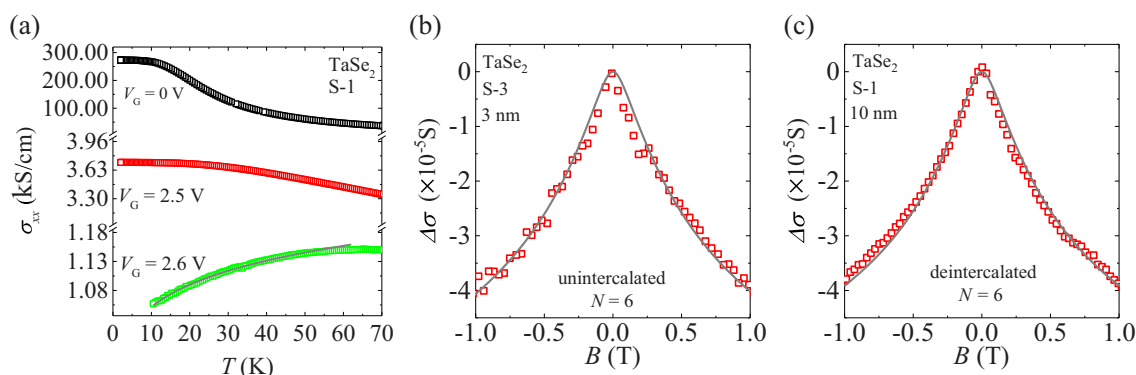 (a)
300.00
200.00
100.00
3.96
3.63
3.30
1.18
1.13
1.08
σxx (kS/cm)
TaSe2
S-1
VG = 0 V
VG = 2.5 V
VG = 2.6 V
0 10 20 30 40 50 60 70
T (K)
(b)
0
-1
-2
-3
-4
Δσ (×10-5S)
TaSe2
S-3
3 nm
unintercalated
N = 6
-1.0 -0.5 0.0 0.5 1.0
B (T)
(c)
0
-1
-2
-3
-4
Δσ (×10-5S)
TaSe2
S-1
10 nm
deintercalated
N = 6
-1.0 -0.5 0.0 0.5 1.0
B (T)